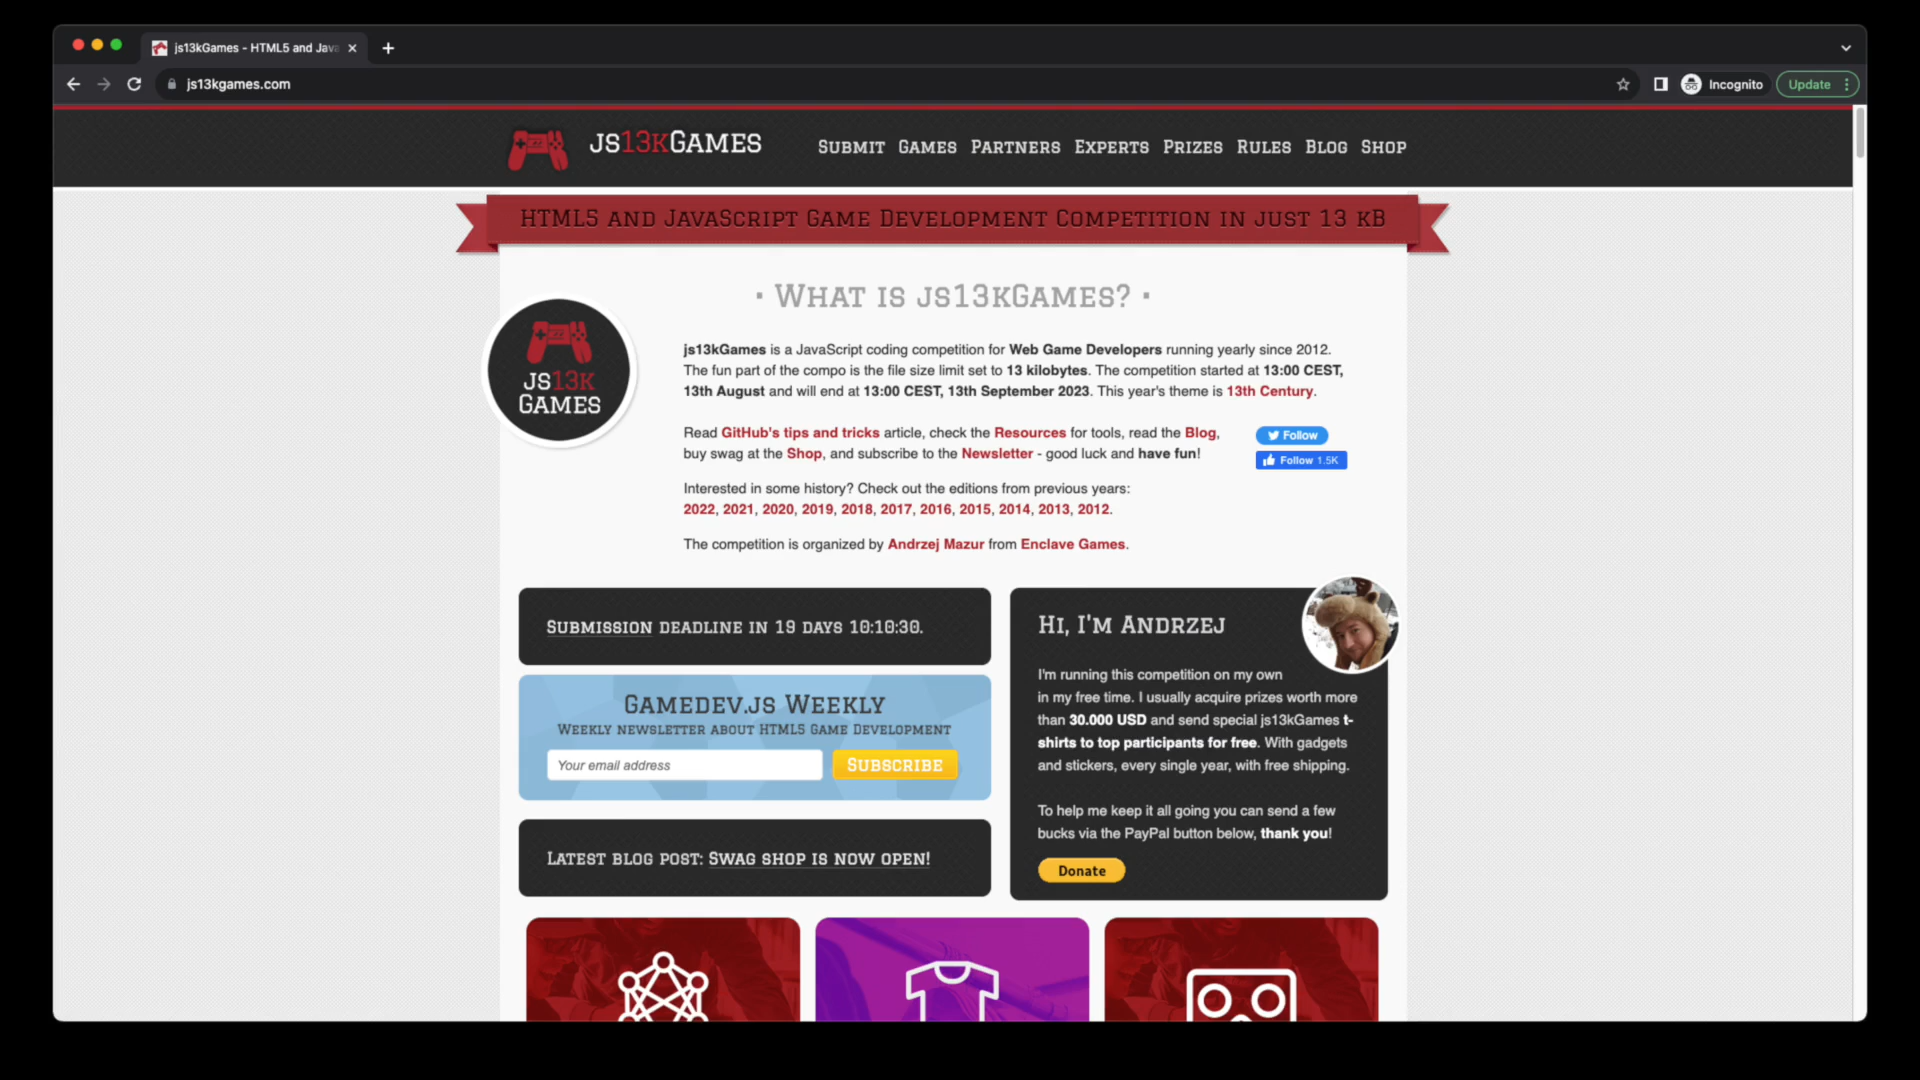 js13kGames - HTML5 and Java
js13kgames.com
Incognito
Update
JS13KGAMES
SUBMIT GAMES PARTNERS EXPERTS PRIZES RULES BLOG SHOP
HTML5 AND JAVASCRIPT GAME DEVELOPMENT COMPETITION IN JUST 13 KB
· WHAT IS JS13KGAMES? ·
JS13K
GAMES
js13kGames is a JavaScript coding competition for Web Game Developers running yearly since 2012.
The fun part of the compo is the file size limit set to 13 kilobytes. The competition started at 13:00 CEST,
13th August and will end at 13:00 CEST, 13th September 2023. This year's theme is 13th Century.
Read GitHub's tips and tricks article, check the Resources for tools, read the Blog,
buy swag at the Shop, and subscribe to the Newsletter - good luck and have fun!
Follow
Follow 1.5K
Interested in some history? Check out the editions from previous years:
2022, 2021, 2020, 2019, 2018, 2017, 2016, 2015, 2014, 2013, 2012.
The competition is organized by Andrzej Mazur from Enclave Games.
SUBMISSION DEADLINE IN 19 DAYS 10:10:30.
GAMEDEV.JS WEEKLY
WEEKLY NEWSLETTER ABOUT HTML5 GAME DEVELOPMENT
Your email address
SUBSCRIBE
LATEST BLOG POST: SWAG SHOP IS NOW OPEN!
HI, I'M ANDRZEJ
I'm running this competition on my own
in my free time. I usually acquire prizes worth more
than 30.000 USD and send special js13kGames t-
shirts to top participants for free. With gadgets
and stickers, every single year, with free shipping.
To help me keep it all going you can send a few
bucks via the PayPal button below, thank you!
Donate